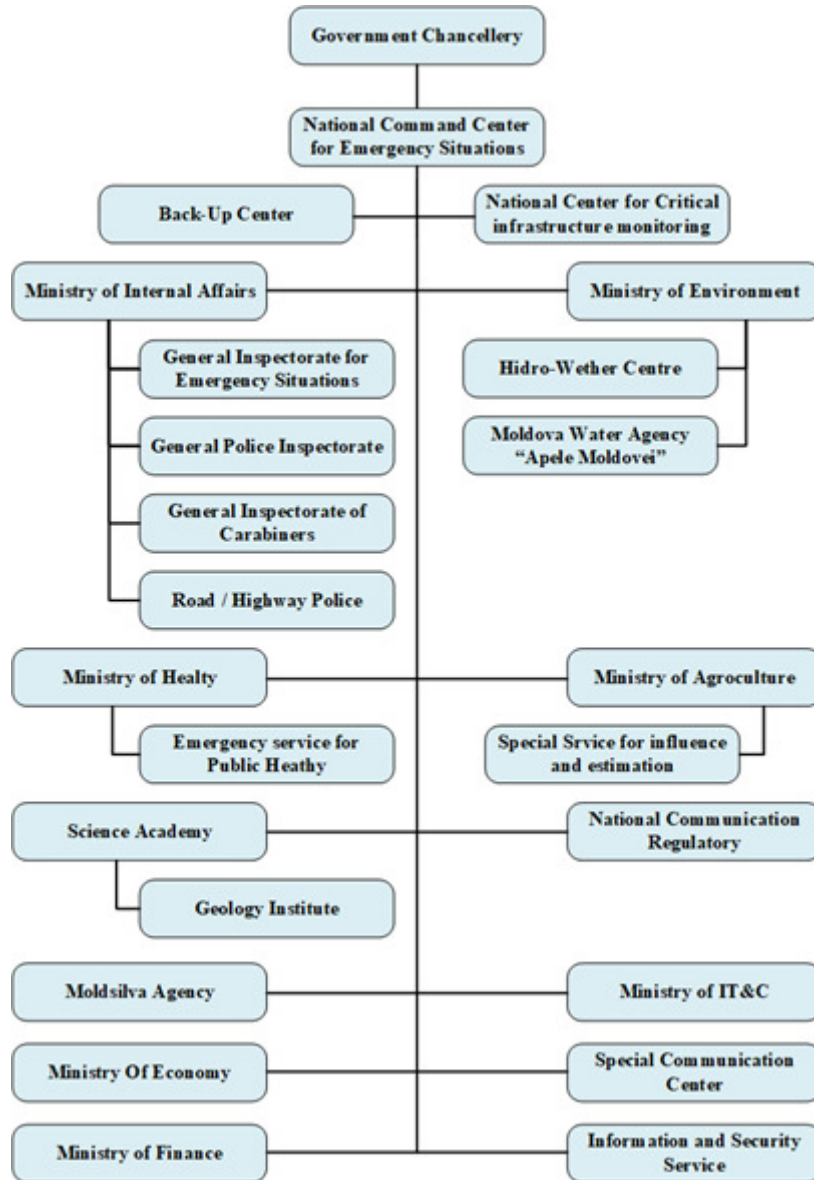 Government Chancellery
National Command Center
for Emergency Situations
Back-Up Center
National Center for Critical
infrastructure monitoring
Ministry of Internal Affairs
Ministry of Environment
General Inspectorate for
Emergency Situations
Hidro-Wether Centre
General Police Inspectorate
Moldova Water Agency
“Apele Moldovei”
General Inspectorate of
Carabiners
Road / Highway Police
Ministry of Healty
Ministry of Agroculture
Emergency service for
Public Heathy
Special Srvice for influence
and estimation
Science Academy
National Communication
Regulatory
Geology Institute
Moldsilva Agency
Ministry of IT&C
Ministry Of Economy
Special Communication
Center
Ministry of Finance
Information and Security
Service